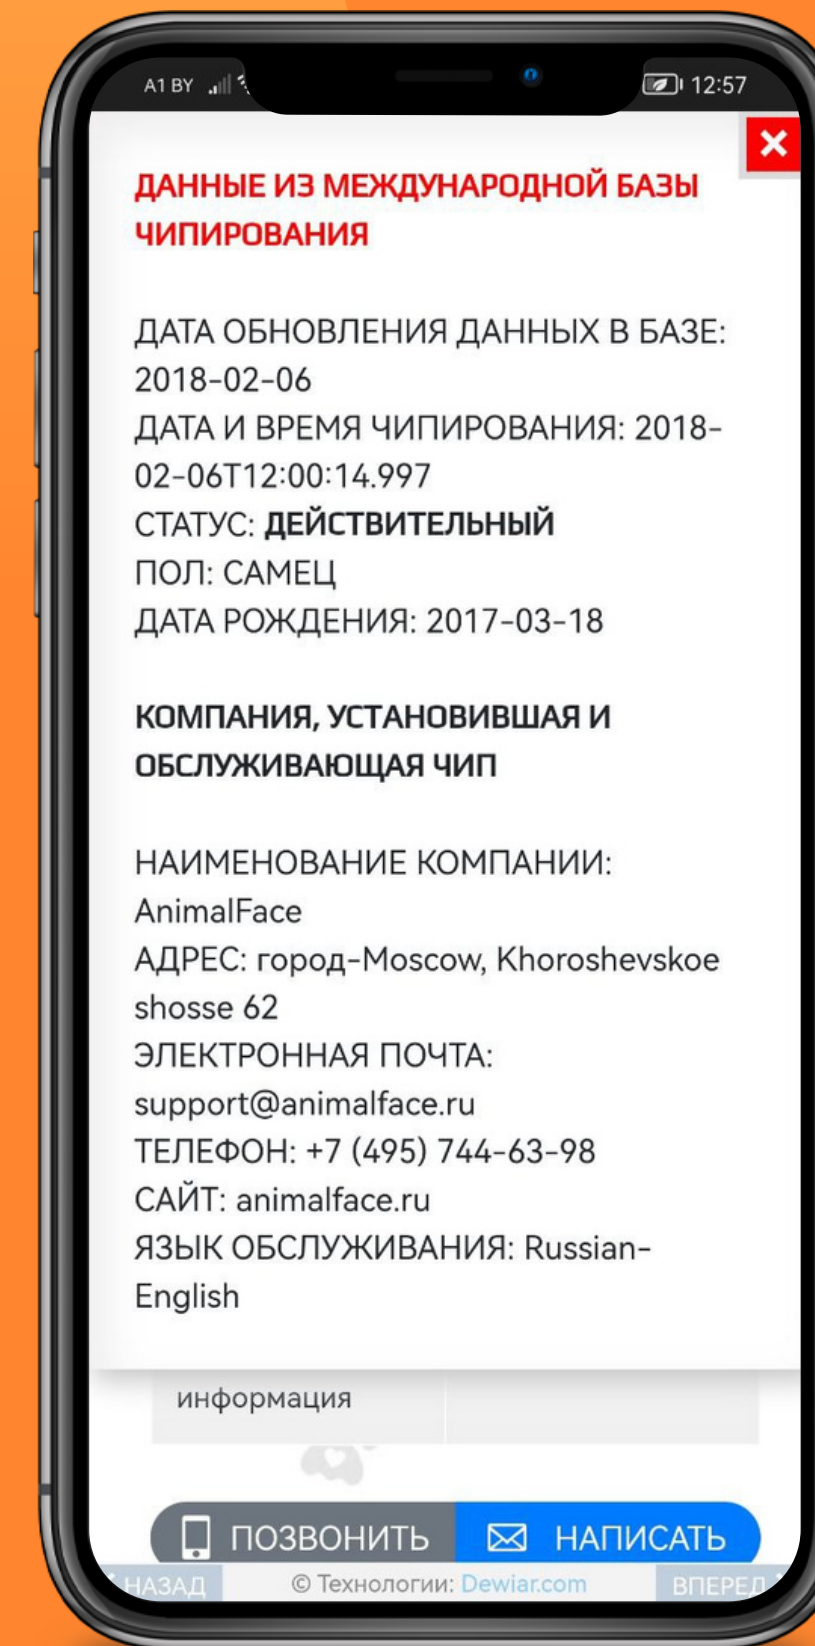 A1 BY
12:57
ДАННЫЕ ИЗ МЕЖДУНАРОДНОЙ БАЗЫ
ЧИПИРОВАНИЯ
ДАТА ОБНОВЛЕНИЯ ДАННЫХ В БАЗЕ:
2018-02-06
ДАТА И ВРЕМЯ ЧИПИРОВАНИЯ: 2018-
02-06T12:00:14.997
СТАТУС: ДЕЙСТВИТЕЛЬНЫЙ
ПОЛ: САМЕЦ
ДАТА РОЖДЕНИЯ: 2017-03-18
КОМПАНИЯ, УСТАНОВИВШАЯ И
ОБСЛУЖИВАЮЩАЯ ЧИП
НАИМЕНОВАНИЕ КОМПАНИИ:
AnimalFace
АДРЕС: город-Moscow, Khoroshevskoe
shosse 62
ЭЛЕКТРОННАЯ ПОЧТА:
support@animalface.ru
ТЕЛЕФОН: +7 (495) 744-63-98
САЙТ: animalface.ru
ЯЗЫК ОБСЛУЖИВАНИЯ: Russian-
English
информация
ПОЗВОНИТЬ НАПИСАТЬ
НАЗАД © Технологии: Dewiar.com ВПЕРЕД